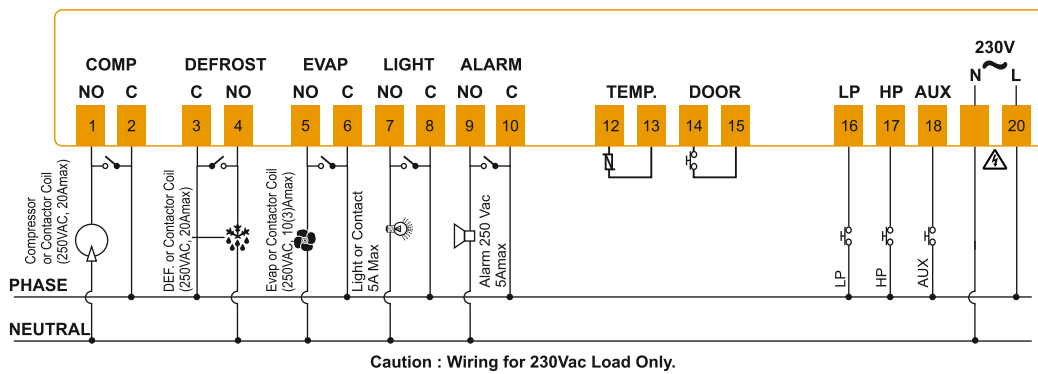 230V
COMP DEFROST EVAP LIGHT ALARM
N L
NO C C NO NO C NO C NO C TEMP. DOOR LP HP AUX
1 2 3 4 5 6 7 8 9 10 12 13 14 15 16 17 18 20
Compressor
or Contactor Coil
(250VAC, 20Amax)
DEF. or Contactor Coil
(250VAC, 20Amax)
Evap or Contactor Coil
(250VAC, 10(3)Amax)
Light or Contact
5A Max
Alarm 250 Vac
5Amax
LP
HP
AUX
PHASE
NEUTRAL
Caution : Wiring for 230Vac Load Only.